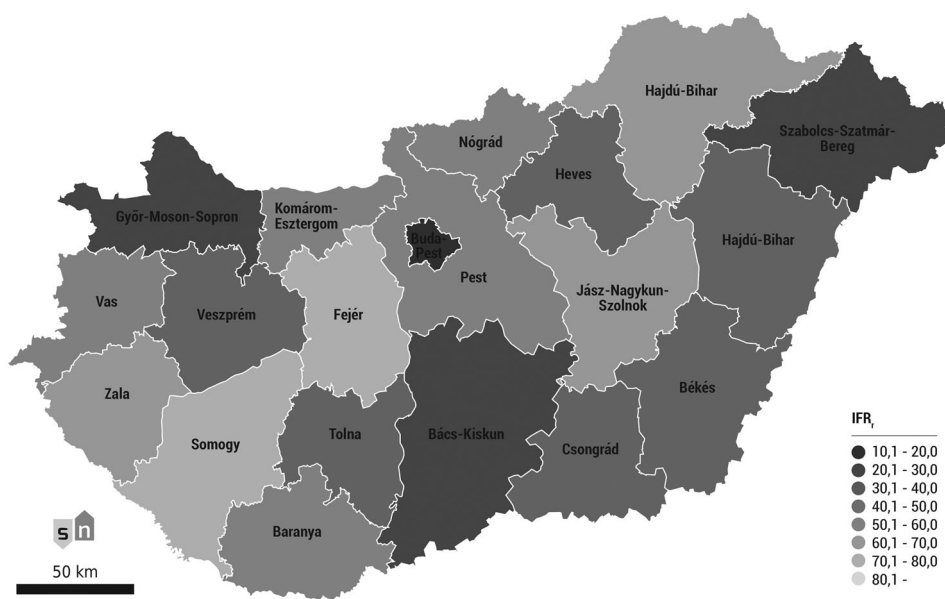 Hajdú-Bihar
Szabolcs-Szatmár-
Bereg
Nógrád
Heves
Győr-Moson-Sopron
Komárom-
Esztergom
Buda-
Pest
Hajdú-Bihar
Pest
Vas
Veszprém
Fejér
Jász-Nagykun-
Szolnok
Zala
Békés
Somogy
Tolna
Bács-Kiskun
Csongrád
Baranya
IFRr
10,1 - 20,0
20,1 - 30,0
30,1 - 40,0
40,1 - 50,0
50,1 - 60,0
60,1 - 70,0
70,1 - 80,0
80,1 -
s n
50 km